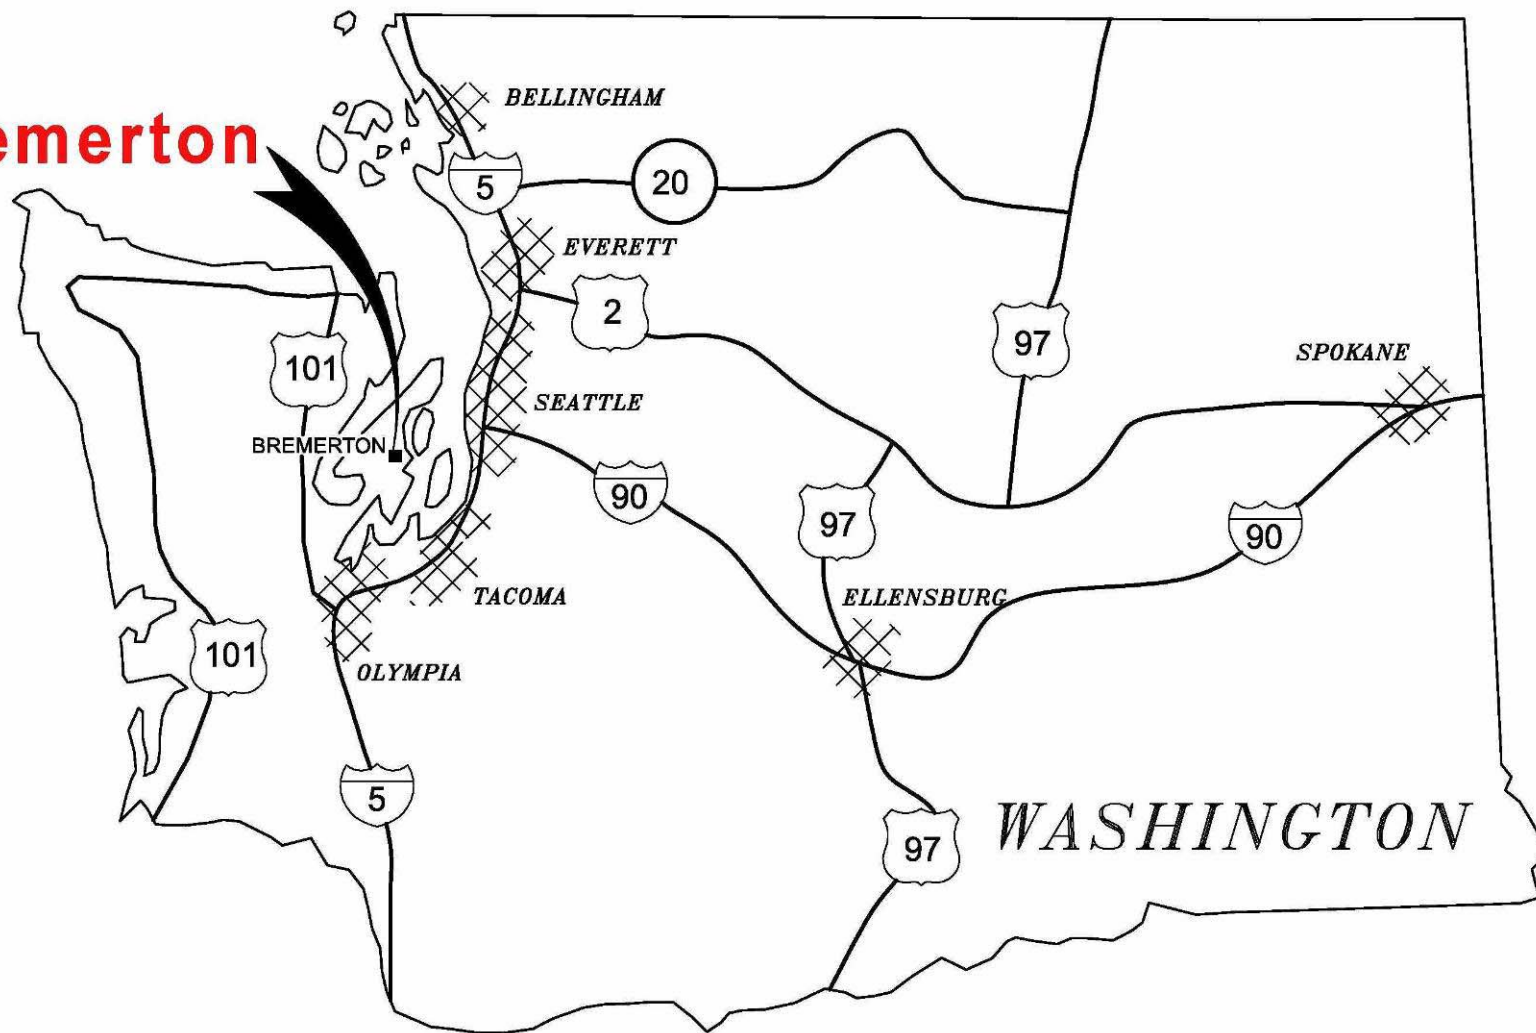 BELLINGHAM
emerton
5
20
EVERETT
2
97
101
SPOKANE
SEATTLE
BREMERTON
90
97
90
TACOMA
ELLENSBURG
101
OLYMPIA
5
WASHINGTON
97